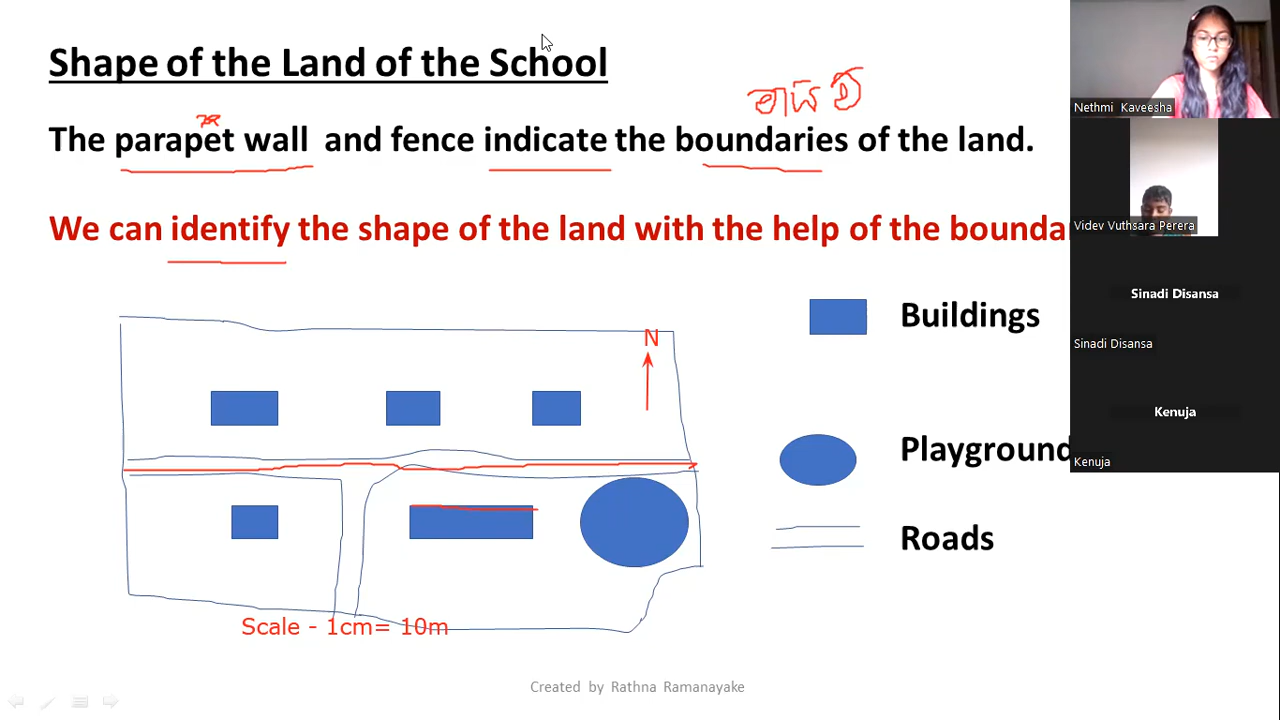 Shape of the Land of the School
මායිම්
The parapet wall and fence indicate the boundaries of the land.
We can identify the shape of the land with the help of the
N
Buildings
Playground
Roads
Scale - 1cm= 10m
Created by Rathna Ramanayake
Nethmi Kaveesha
Videv Vuthsara Perera
Sinadi Disansa
Sinadi Disansa
Kenuja
Kenuja